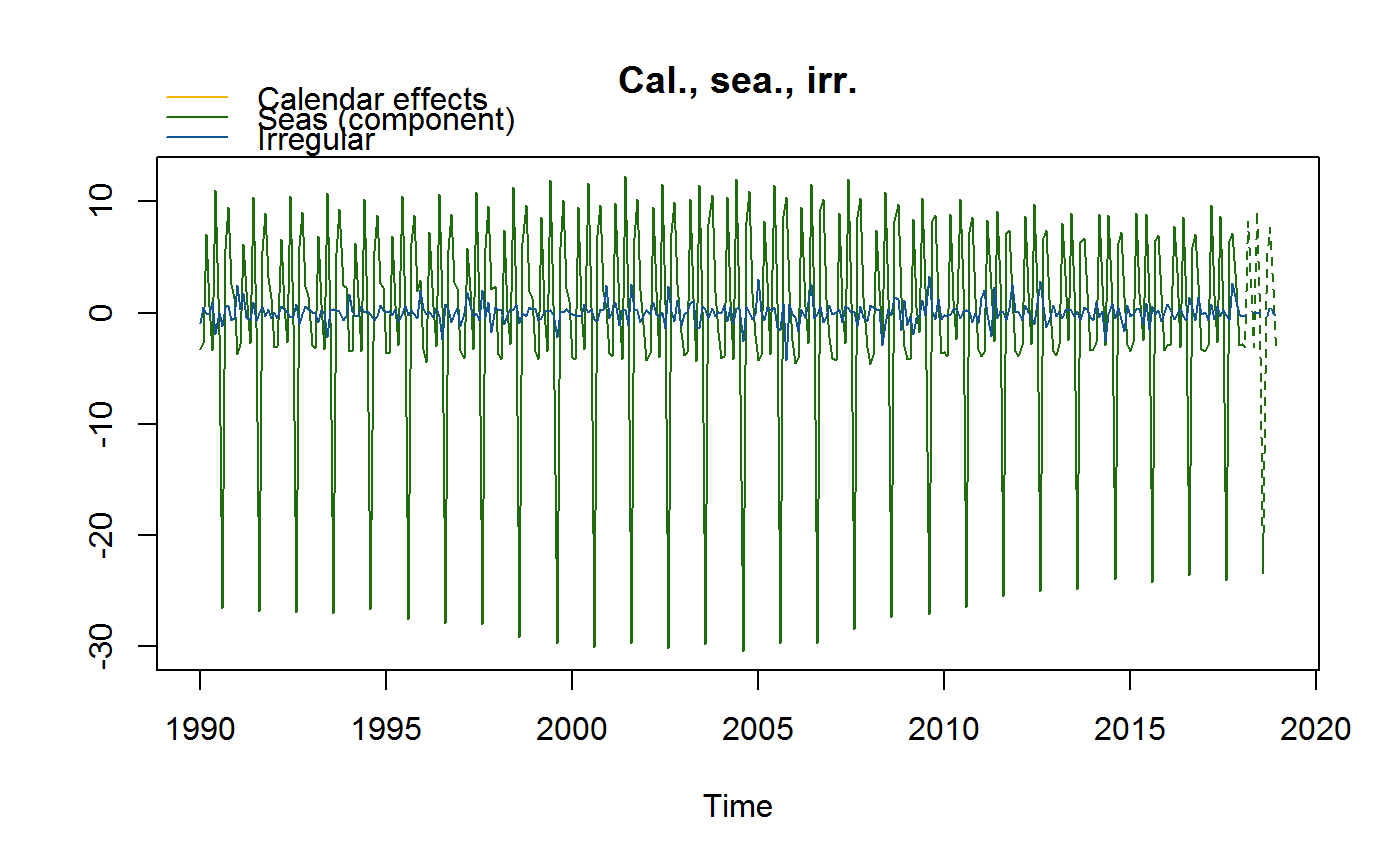 Cal., sea., irr.
Calendar effects
Seas (component)
Irregular
10
0
-10
-20
-30
1990 1995 2000 2005 2010 2015 2020
Time